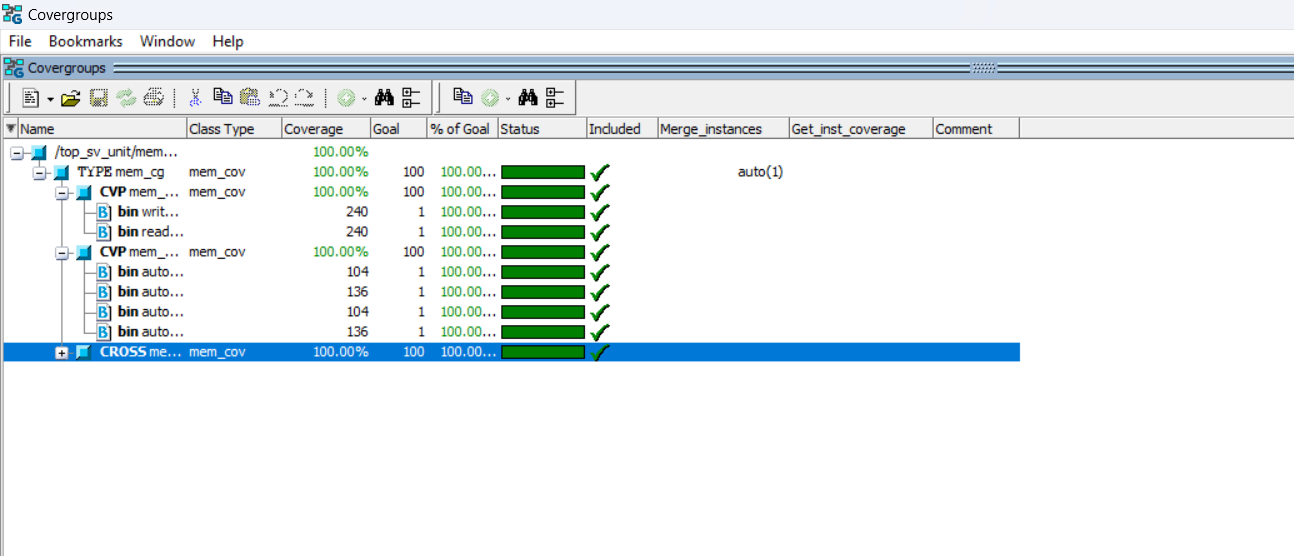 Covergroups
File Bookmarks Window Help
Covergroups
Name Class Type Coverage Goal % of Goal Status Included Merge_instances Get_inst_coverage Comment
/top_sv_unit/mem... 100.00%
TYPE mem_cg mem_cov 100.00% 100 100.00... auto(1)
CVP mem_... mem_cov 100.00% 100 100.00...
B] bin writ... 240 1 100.00...
B] bin read... 240 1 100.00...
CVP mem_... mem_cov 100.00% 100 100.00...
B] bin auto... 104 1 100.00...
B] bin auto... 136 1 100.00...
B] bin auto... 104 1 100.00...
B] bin auto... 136 1 100.00...
CROSS me... mem_cov 100.00% 100 100.00...